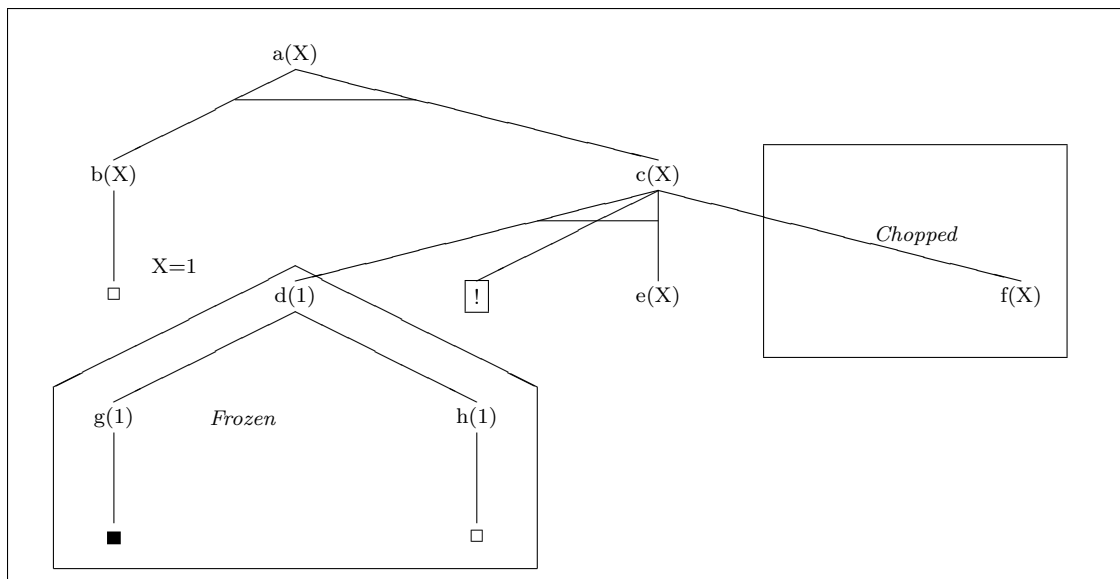 a(X)
b(X)
c(X)
Chopped
X=1
d(1)
!
e(X)
f(X)
g(1)
Frozen
h(1)